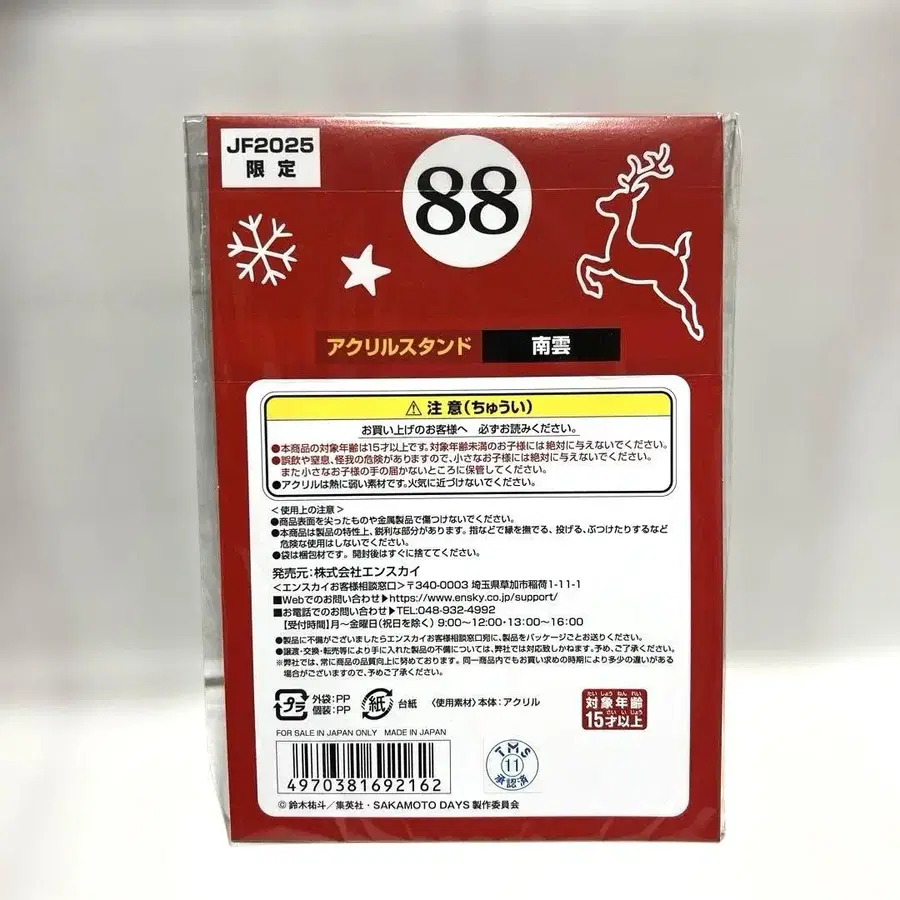 JF2025
限定
88
アクリルスタンド 南雲
⚠注意(ちゅうい)
お買い上げのお客様へ 必ずお読みください。
●本商品の対象年齢は15才以上です。対象年齢未満のお子様には絶対に与えないでください。
●誤飲や窒息、怪我の危険がありますので、小さなお子様には絶対に与えないでください。
また小さなお子様の手の届かないところに保管してください。
●アクリルは熱に弱い素材です。火気に近づけないでください。
<使用上の注意>
●商品表面を尖ったものや金属製品で傷つけないでください。
●本商品は製品の特性上、鋭利な部分があります。指などで縁を撫でる、投げる、ぶつけたりするなど
危険な使用はしないでください。
●袋は梱包材です。開封後はすぐに捨ててください。
発売元:株式会社エンスカイ
<エンスカイお客様相談窓口>〒340-0003 埼玉県草加市稲荷1-11-1
■Webでのお問い合わせ▶https://www.ensky.co.jp/support/
■お電話でのお問い合わせ▶TEL:048-932-4992
【受付時間】月~金曜日(祝日を除く)9:00~12:00・13:00~16:00
●製品に不備がございましたらエンスカイお客様相談窓口宛に、製品をパッケージごとお送りください。
●譲渡・交換・転売等により手に入れた製品の不備については、弊社では対応致しかねます。予め、ご了承ください。
※弊社では、常に商品の品質向上に努めております。同一商品内でもお買い求めの時期により多少の違いがある
場合がございますので、予めご了承ください。
プラ 外袋:PP
個装:PP
紙 台紙
〈使用素材〉本体:アクリル
たいしょうねんれい
対象年齢
さいいじょう
15才以上
FOR SALE IN JAPAN ONLY MADE IN JAPAN
4970381692162
TMS
11
承認済
© 鈴木祐斗/集英社・SAKAMOTO DAYS 製作委員会